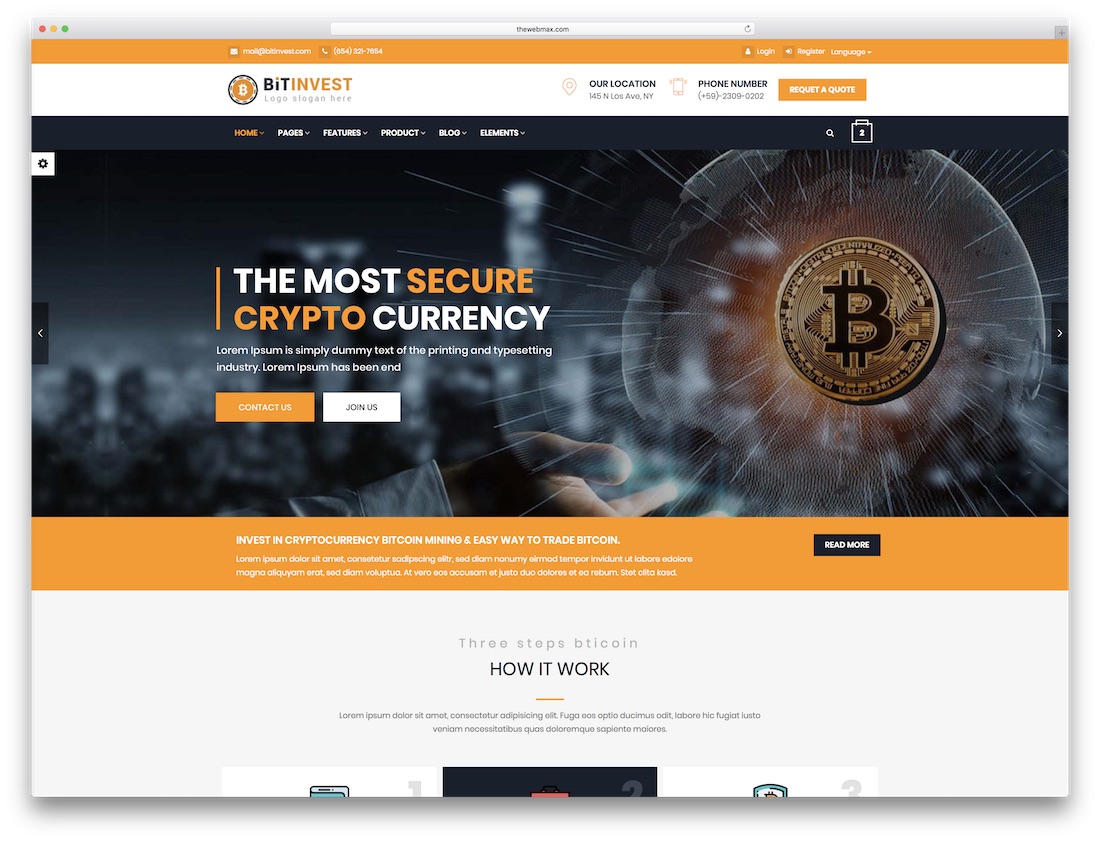 thewebmax.com
mail@bitinvest.com (654) 321-7654 Login Register Language
BiTINVEST
Logo slogan here
OUR LOCATION
145 N Los Ave, NY
PHONE NUMBER
(+59)-2309-0202
REQUET A QUOTE
HOME PAGES FEATURES PRODUCT BLOG ELEMENTS 2
THE MOST SECURE
CRYPTO CURRENCY
Lorem Ipsum is simply dummy text of the printing and typesetting
industry. Lorem Ipsum has been end
CONTACT US JOIN US
INVEST IN CRYPTOCURRENCY BITCOIN MINING & EASY WAY TO TRADE BITCOIN.
Lorem ipsum dolor sit amet, consetetur sadipscing elitr, sed diam nonumy eirmod tempor invidunt ut labore edolore
magna aliquyam erat, sed diam voluptua. At vero eos accusam et justo duo dolores et ea rebum. Stet clita kasd.
READ MORE
Three steps bticoin
HOW IT WORK
Lorem ipsum dolor sit amet, consectetur adipisicing elit. Fuga eos optio ducimus odit, labore hic fugiat iusto
veniam necessitatibus quas doloremque sapiente maiores.
1 2 3